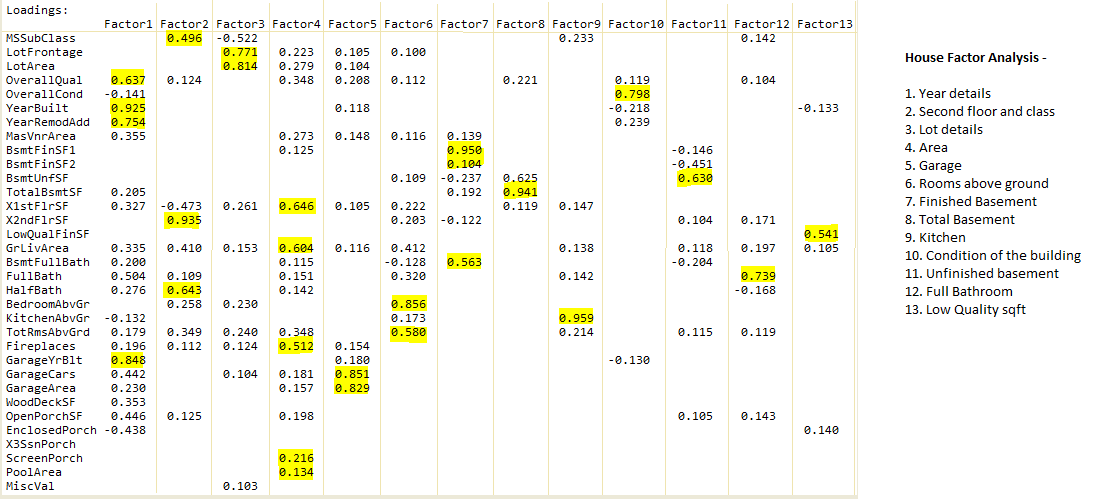 Loadings:
Factor1 Factor2 Factor3 Factor4 Factor5 Factor6 Factor7 Factor8 Factor9 Factor10 Factor11 Factor12 Factor13
MSSubClass 0.496 -0.522 0.233 0.142
LotFrontage 0.771 0.223 0.105 0.100
LotArea 0.814 0.279 0.104
OverallQual 0.637 0.124 0.348 0.208 0.112 0.221 0.119 0.104
OverallCond -0.141 0.798
YearBuilt 0.925 0.118 -0.218 -0.133
YearRemodAdd 0.754 0.239
MasVnrArea 0.355 0.273 0.148 0.116 0.139
BsmtFinSF1 0.125 0.950 -0.146
BsmtFinSF2 0.104 -0.451
BsmtUnfSF 0.109 -0.237 0.625 0.630
TotalBsmtSF 0.205 0.192 0.941
X1stFlrSF 0.327 -0.473 0.261 0.646 0.105 0.222 0.119 0.147
X2ndFlrSF 0.935 0.203 -0.122 0.104 0.171
LowQualFinSF 0.541
GrLivArea 0.335 0.410 0.153 0.604 0.116 0.412 0.138 0.118 0.197 0.105
BsmtFullBath 0.200 0.115 -0.128 0.563 -0.204
FullBath 0.504 0.109 0.151 0.320 0.142 0.739
HalfBath 0.276 0.643 0.142 -0.168
BedroomAbvGr 0.258 0.230 0.856
KitchenAbvGr -0.132 0.173 0.959
TotRmsAbvGrd 0.179 0.349 0.240 0.348 0.580 0.214 0.115 0.119
Fireplaces 0.196 0.112 0.124 0.512 0.154
GarageYrBlt 0.848 0.180 -0.130
GarageCars 0.442 0.104 0.181 0.851
GarageArea 0.230 0.157 0.829
WoodDeckSF 0.353
OpenPorchSF 0.446 0.125 0.198 0.105 0.143
EnclosedPorch -0.438 0.140
X3SsnPorch
ScreenPorch 0.216
PoolArea 0.134
MiscVal 0.103
House Factor Analysis -
1. Year details
2. Second floor and class
3. Lot details
4. Area
5. Garage
6. Rooms above ground
7. Finished Basement
8. Total Basement
9. Kitchen
10. Condition of the building
11. Unfinished basement
12. Full Bathroom
13. Low Quality sqft